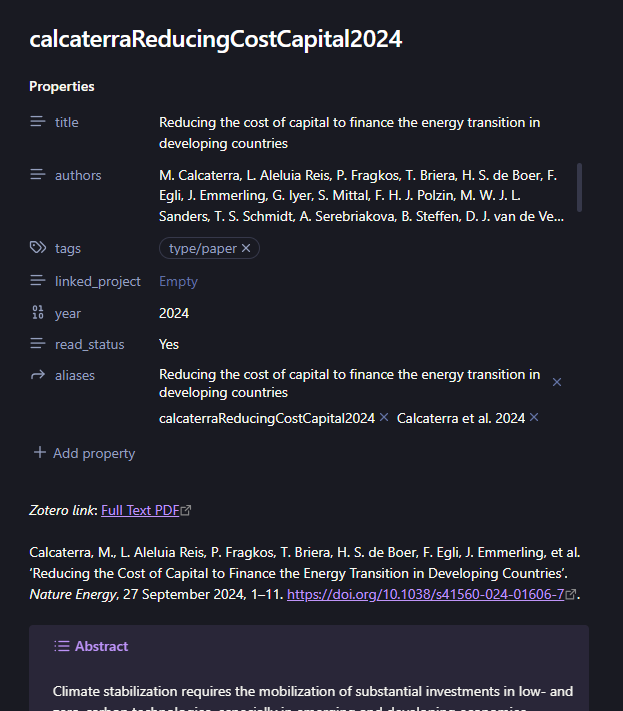 calcaterraReducingCostCapital2024
Properties
title
Reducing the cost of capital to finance the energy transition in
developing countries
authors
M. Calcaterra, L. Aleluia Reis, P. Fragkos, T. Briera, H. S. de Boer, F.
Egli, J. Emmerling, G. Iyer, S. Mittal, F. H. J. Polzin, M. W. J. L.
Sanders, T. S. Schmidt, A. Serebriakova, B. Steffen, D. J. van de Ve...
tags
type/paper
linked_project
Empty
year
2024
read_status
Yes
aliases
Reducing the cost of capital to finance the energy transition in
developing countries
calcaterraReducingCostCapital2024 Calcaterra et al. 2024
Add property
Zotero link: Full Text PDF
Calcaterra, M., L. Aleluia Reis, P. Fragkos, T. Briera, H. S. de Boer, F. Egli, J. Emmerling, et al.
‘Reducing the Cost of Capital to Finance the Energy Transition in Developing Countries’.
Nature Energy, 27 September 2024, 1–11. https://doi.org/10.1038/s41560-024-01606-7.
Abstract
Climate stabilization requires the mobilization of substantial investments in low- and
zero-carbon technologies, especially in emerging and developing economies.